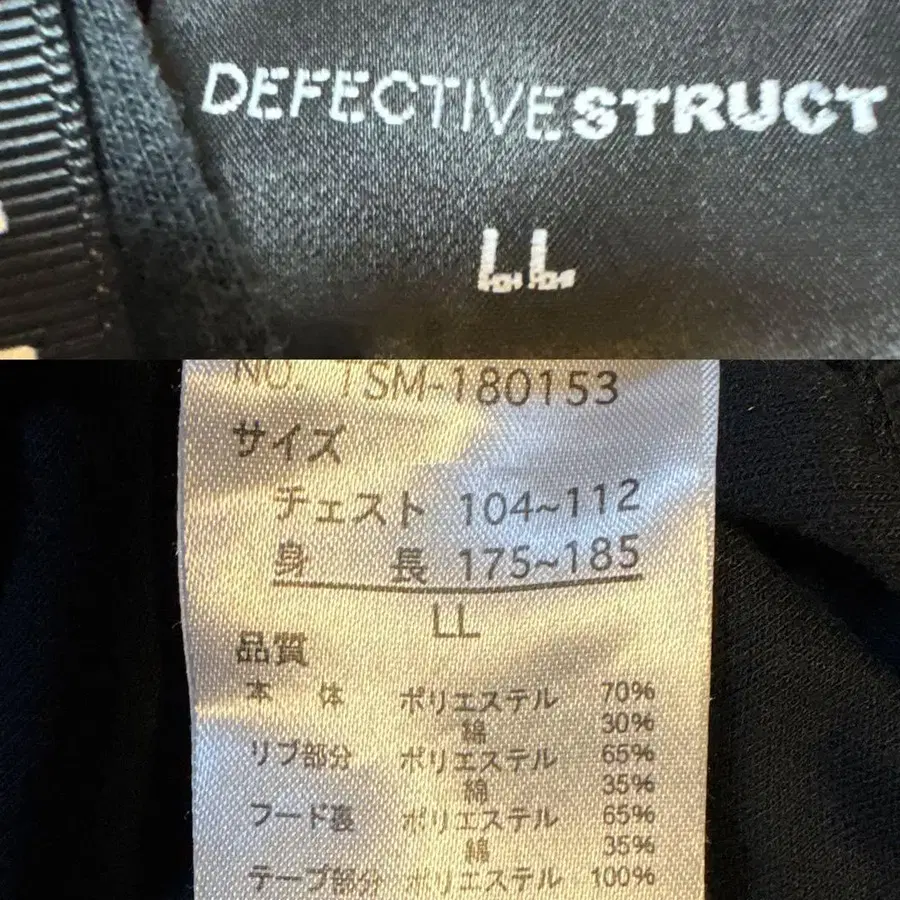 DEFECTIVESTRUCT
LL
NO. TSM-180153
サイズ
チェスト 104~112
身 長 175~185
LL
品質
本 体 ポリエステル 70%
綿 30%
リブ部分 ポリエステル 65%
綿 35%
フード裏 ポリエステル 65%
綿 35%
テープ部分 ポリエステル 100%